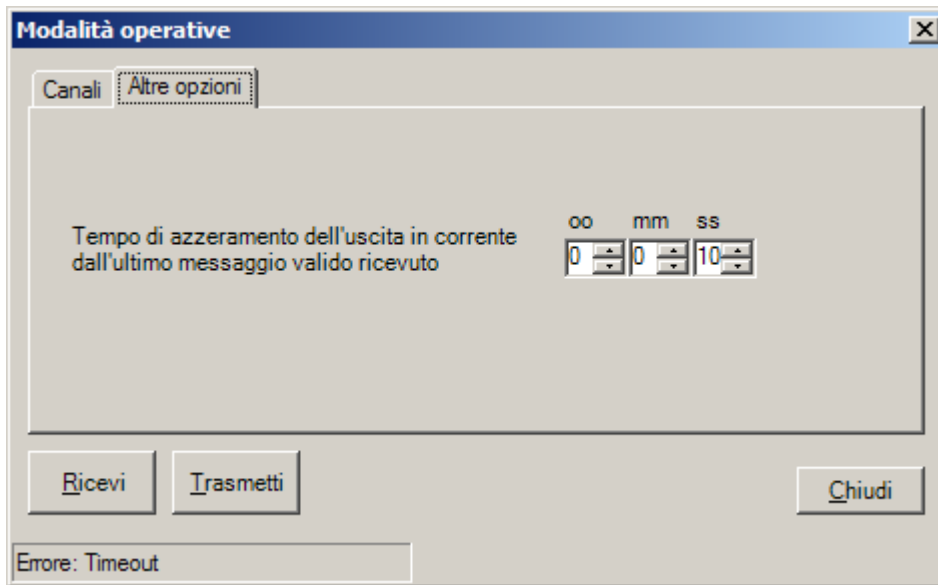 Modalità operative
Canali
Altre opzioni
oo mm ss
Tempo di azzeramento dell'uscita in corrente
dall'ultimo messaggio valido ricevuto
0 0 10
Ricevi
Trasmetti
Chiudi
Errore: Timeout